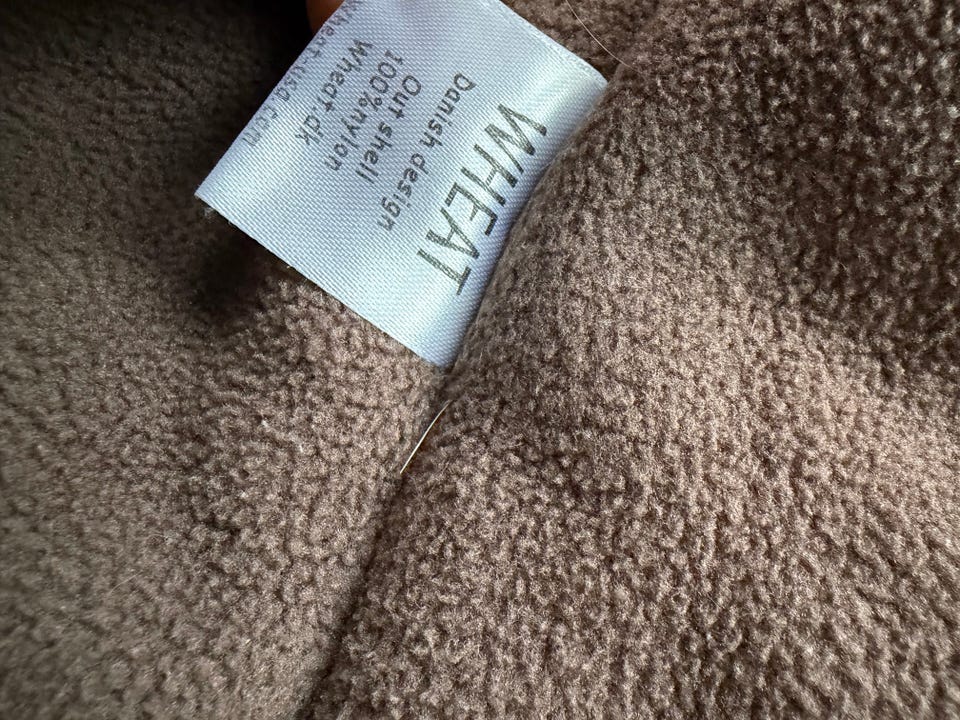 WHEAT
Danish design
Out shell
100%nylon
Wheat.dk